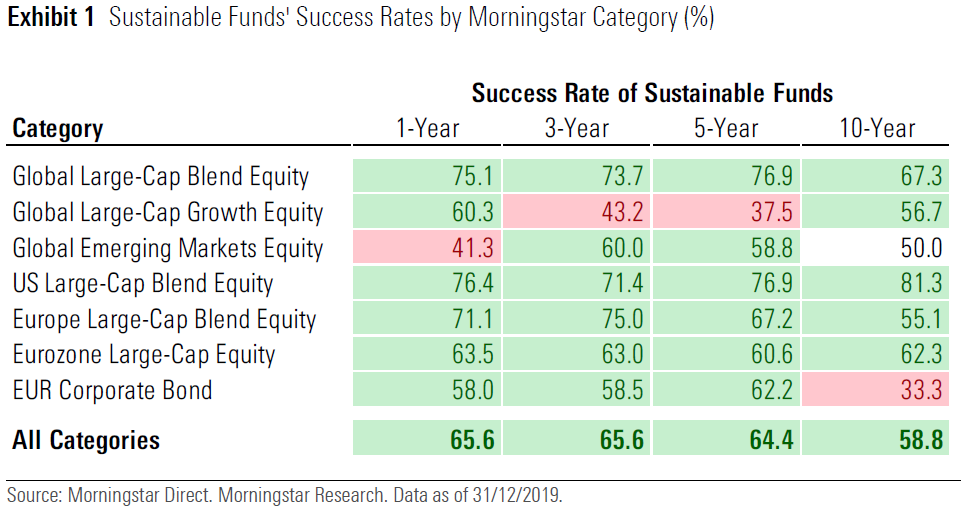 Exhibit 1 Sustainable Funds' Success Rates by Morningstar Category (%)
Success Rate of Sustainable Funds
Category 1-Year 3-Year 5-Year 10-Year
Global Large-Cap Blend Equity 75.1 73.7 76.9 67.3
Global Large-Cap Growth Equity 60.3 43.2 37.5 56.7
Global Emerging Markets Equity 41.3 60.0 58.8 50.0
US Large-Cap Blend Equity 76.4 71.4 76.9 81.3
Europe Large-Cap Blend Equity 71.1 75.0 67.2 55.1
Eurozone Large-Cap Equity 63.5 63.0 60.6 62.3
EUR Corporate Bond 58.0 58.5 62.2 33.3
All Categories 65.6 65.6 64.4 58.8
Source: Morningstar Direct. Morningstar Research. Data as of 31/12/2019.